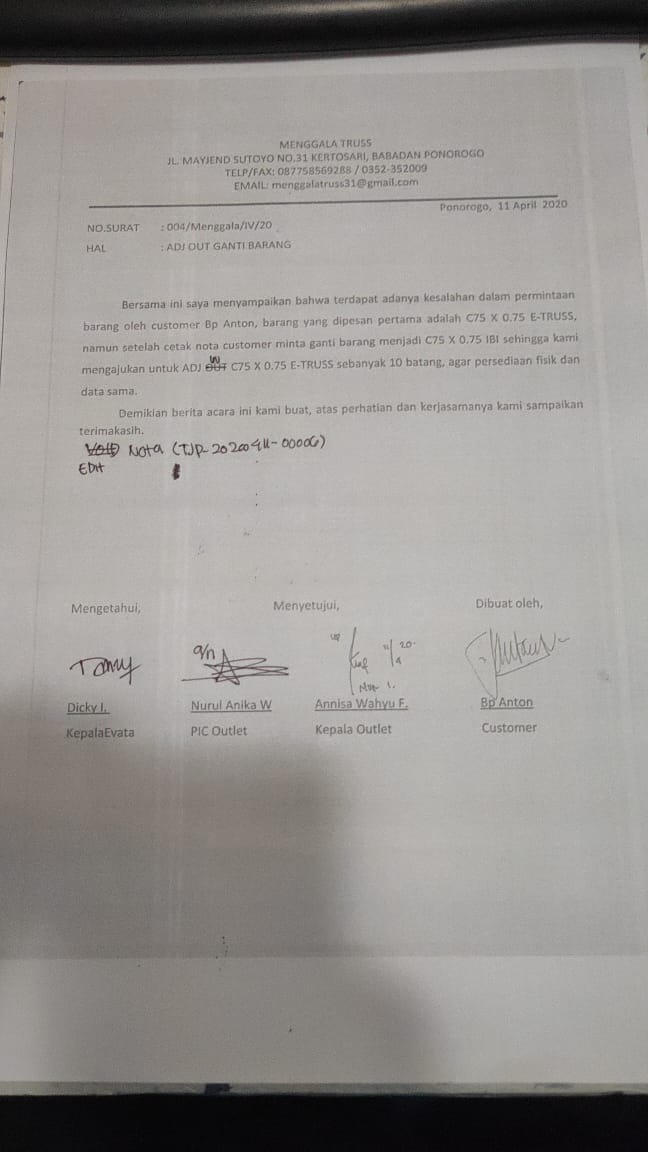 MENGGALA TRUSS
JL. MAYJEND SUTOYO NO.31 KERTOSARI, BABADAN PONOROGO
TELP/FAX: 087758569288 / 0352-352009
EMAIL: menggalatruss31@gmail.com
Ponorogo, 11 April 2020
NO.SURAT : 004/Menggala/IV/20
HAL : ADJ OUT GANTI BARANG
Bersama ini saya menyampaikan bahwa terdapat adanya kesalahan dalam permintaan
barang oleh customer Bp Anton, barang yang dipesan pertama adalah C75 X 0.75 E-TRUSS,
namun setelah cetak nota customer minta ganti barang menjadi C75 X 0.75 IBI sehingga kami
mengajukan untuk ADJ OUT IN C75 X 0.75 E-TRUSS sebanyak 10 batang, agar persediaan fisik dan
data sama.
Demikian berita acara ini kami buat, atas perhatian dan kerjasamanya kami sampaikan
terimakasih.
VOID Nota (TJP-20200411-00006)
EDIT
Mengetahui, Menyetujui, Dibuat oleh,
Tomy a/n 11/4 20
Dicky I. Nurul Anika W Annisa Wahyu F. Bp Anton
KepalaEvata PIC Outlet Kepala Outlet Customer